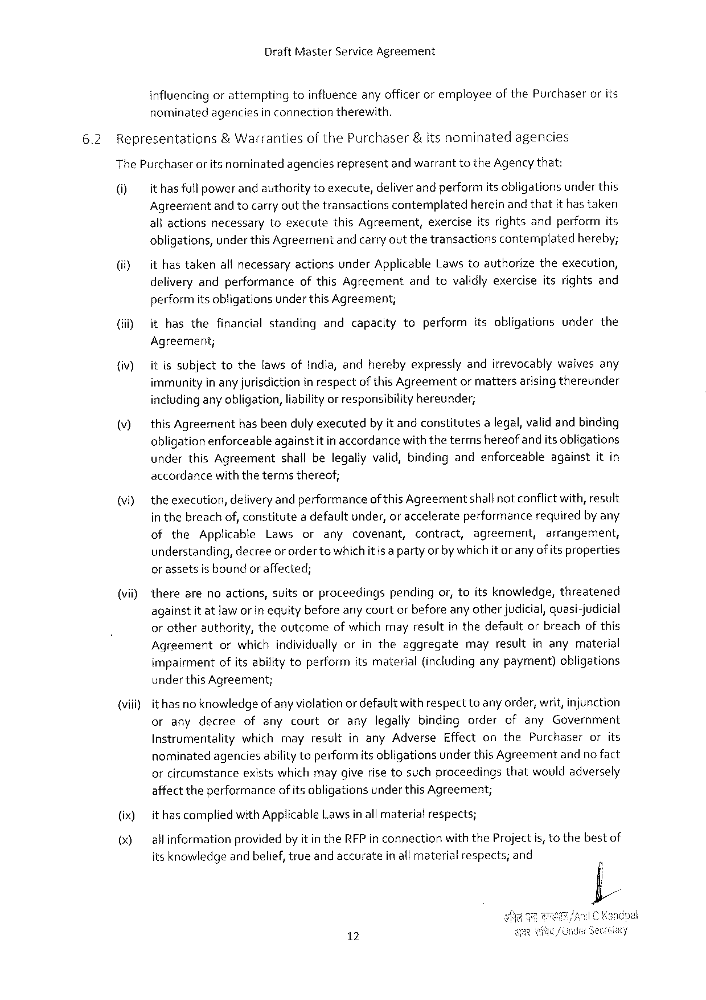 Draft Master Service Agreement
influencing or attempting to influence any officer or employee of the Purchaser or its
nominated agencies in connection therewith.
6.2 Representations & Warranties of the Purchaser & its nominated agencies
The Purchaser or its nominated agencies represent and warrant to the Agency that:
(i) it has full power and authority to execute, deliver and perform its obligations under this
Agreement and to carry out the transactions contemplated herein and that it has taken
all actions necessary to execute this Agreement, exercise its rights and perform its
obligations, under this Agreement and carry out the transactions contemplated hereby;
(ii) it has taken all necessary actions under Applicable Laws to authorize the execution,
delivery and performance of this Agreement and to validly exercise its rights and
perform its obligations under this Agreement;
(iii) it has the financial standing and capacity to perform its obligations under the
Agreement;
(iv) it is subject to the laws of India, and hereby expressly and irrevocably waives any
immunity in any jurisdiction in respect of this Agreement or matters arising thereunder
including any obligation, liability or responsibility hereunder;
(v) this Agreement has been duly executed by it and constitutes a legal, valid and binding
obligation enforceable against it in accordance with the terms hereof and its obligations
under this Agreement shall be legally valid, binding and enforceable against it in
accordance with the terms thereof;
(vi) the execution, delivery and performance of this Agreement shall not conflict with, result
in the breach of, constitute a default under, or accelerate performance required by any
of the Applicable Laws or any covenant, contract, agreement, arrangement,
understanding, decree or order to which it is a party or by which it or any of its properties
or assets is bound or affected;
(vii) there are no actions, suits or proceedings pending or, to its knowledge, threatened
against it at law or in equity before any court or before any other judicial, quasi-judicial
or other authority, the outcome of which may result in the default or breach of this
Agreement or which individually or in the aggregate may result in any material
impairment of its ability to perform its material (including any payment) obligations
under this Agreement;
(viii) it has no knowledge of any violation or default with respect to any order, writ, injunction
or any decree of any court or any legally binding order of any Government
Instrumentality which may result in any Adverse Effect on the Purchaser or its
nominated agencies ability to perform its obligations under this Agreement and no fact
or circumstance exists which may give rise to such proceedings that would adversely
affect the performance of its obligations under this Agreement;
(ix) it has complied with Applicable Laws in all material respects;
(x) all information provided by it in the RFP in connection with the Project is, to the best of
its knowledge and belief, true and accurate in all material respects; and
/Anil C Kandpal
अवर सचिव/Under Secretary
12